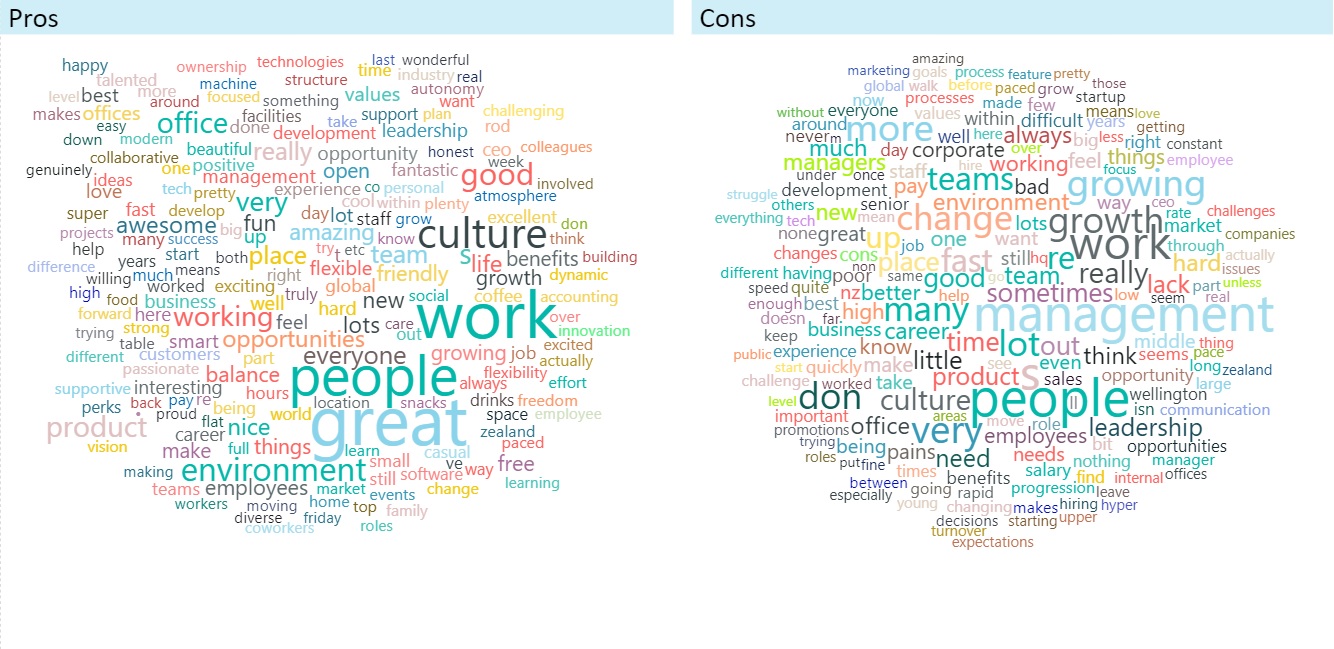 Pros
Cons
last wonderful
happy ownership technologies time industry real
talented machine structure autonomy
level best more focused something values want
around
makes offices facilities support plan challenging
easy office done take leadership rod
down modern development
collaborative beautiful really opportunity honest ceo colleagues
genuinely one positive open fantastic week
ideas management good involved
love tech pretty experience co personal atmosphere
super fast develop very cool within plenty
awesome big fun day lot staff grow excellent don
projects many success up amazing know culture think
help years start both place try t etc team s life benefits building
difference willing much means right flexible friendly growth dynamic
high food worked exciting truly global coffee accounting
business well hard new social
forward here working feel lots care work over
trying strong out innovation
table smart opportunities excited
different customers part everyone growing job actually
passionate balance people flexibility
supportive interesting hours always effort
perks back pay re location snacks drinks freedom
proud being world great space employee
product flat nice zealand
career paced
vision make full things learn casual
environment small ve way free
making still software learning
teams employees market events change
workers moving home top family
diverse friday roles
coworkers
amazing
marketing goals process feature pretty
global walk before paced grow those
now processes made few startup
without everyone values within difficult years means love
around more getting
never m well here always big less right constant
much day corporate over
managers staff hire working feel things employee
under once focus
struggle development pay teams bad growing
others senior environment way ceo
everything tech new mean change lots growth rate challenges
none great market companies
up job one want work through
changes cons place fast still hq re actually
non hard issues
different having poor same good go team really
speed quite nz better help sometimes lack part unless
enough best low seem real
doesn far high many management
keep business career time lot out middle thing
public experience know little think seems pace
start quickly make see even long zealand
challenge worked take products sales opportunity large
level don culture people ll wellington
important areas move role isn communication
promotions office very leadership
trying being employees bit opportunities
roles pains needs
put fine need nothing manager
between times salary find internal offices
especially going benefits progression leave
young rapid changing makes hiring hyper
decisions starting upper
turnover
expectations